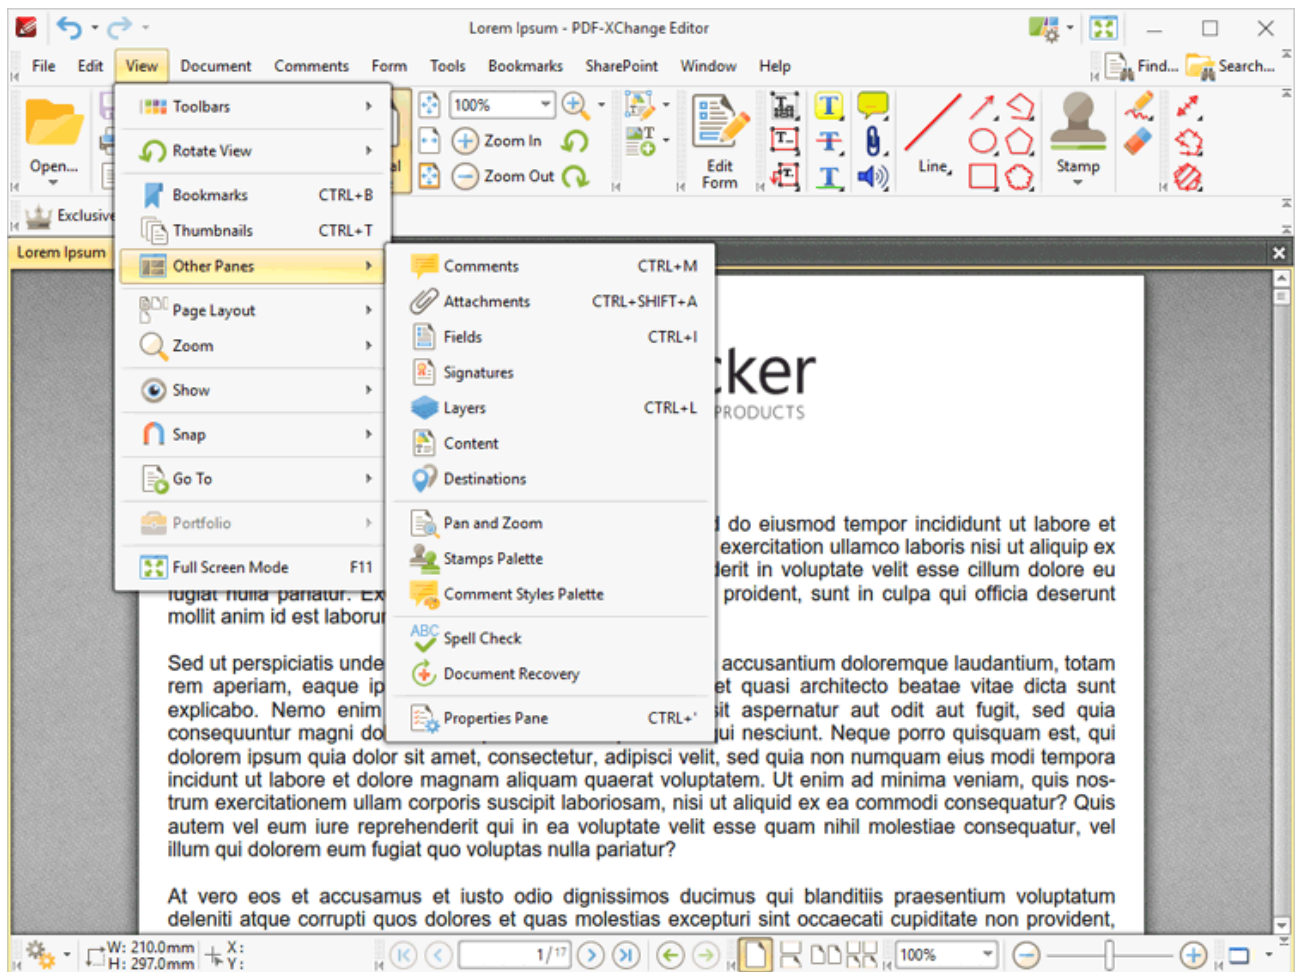 Lorem Ipsum - PDF-XChange Editor
File Edit View Document Comments Form Tools Bookmarks SharePoint Window Help Find... Search...
Toolbars
100%
Rotate View
Zoom In
Open...
Edit Form
Line
Stamp
Zoom Out
Bookmarks CTRL+B
Exclusive
Thumbnails CTRL+T
Lorem Ipsum
Other Panes
Page Layout
Zoom
Show
Snap
Go To
Portfolio
Full Screen Mode F11
Comments CTRL+M
Attachments CTRL+SHIFT+A
Fields CTRL+I
Signatures
Layers CTRL+L
Content
Destinations
Pan and Zoom
Stamps Palette
Comment Styles Palette
ABC Spell Check
Document Recovery
Properties Pane CTRL+'
cker
PRODUCTS
do eiusmod tempor incididunt ut labore et
exercitation ullamco laboris nisi ut aliquip ex
derit in voluptate velit esse cillum dolore eu
fugiat nulla pariatur. Ex proident, sunt in culpa qui officia deserunt
mollit anim id est laboru
Sed ut perspiciatis unde accusantium doloremque laudantium, totam
rem aperiam, eaque ip et quasi architecto beatae vitae dicta sunt
explicabo. Nemo enim sit aspernatur aut odit aut fugit, sed quia
consequuntur magni do qui nesciunt. Neque porro quisquam est, qui
dolorem ipsum quia dolor sit amet, consectetur, adipisci velit, sed quia non numquam eius modi tempora
incidunt ut labore et dolore magnam aliquam quaerat voluptatem. Ut enim ad minima veniam, quis nos-
trum exercitationem ullam corporis suscipit laboriosam, nisi ut aliquid ex ea commodi consequatur? Quis
autem vel eum iure reprehenderit qui in ea voluptate velit esse quam nihil molestiae consequatur, vel
illum qui dolorem eum fugiat quo voluptas nulla pariatur?
At vero eos et accusamus et iusto odio dignissimos ducimus qui blanditiis praesentium voluptatum
deleniti atque corrupti quos dolores et quas molestias excepturi sint occaecati cupiditate non provident,
W: 210.0mm X:
H: 297.0mm Y:
1/17
100%